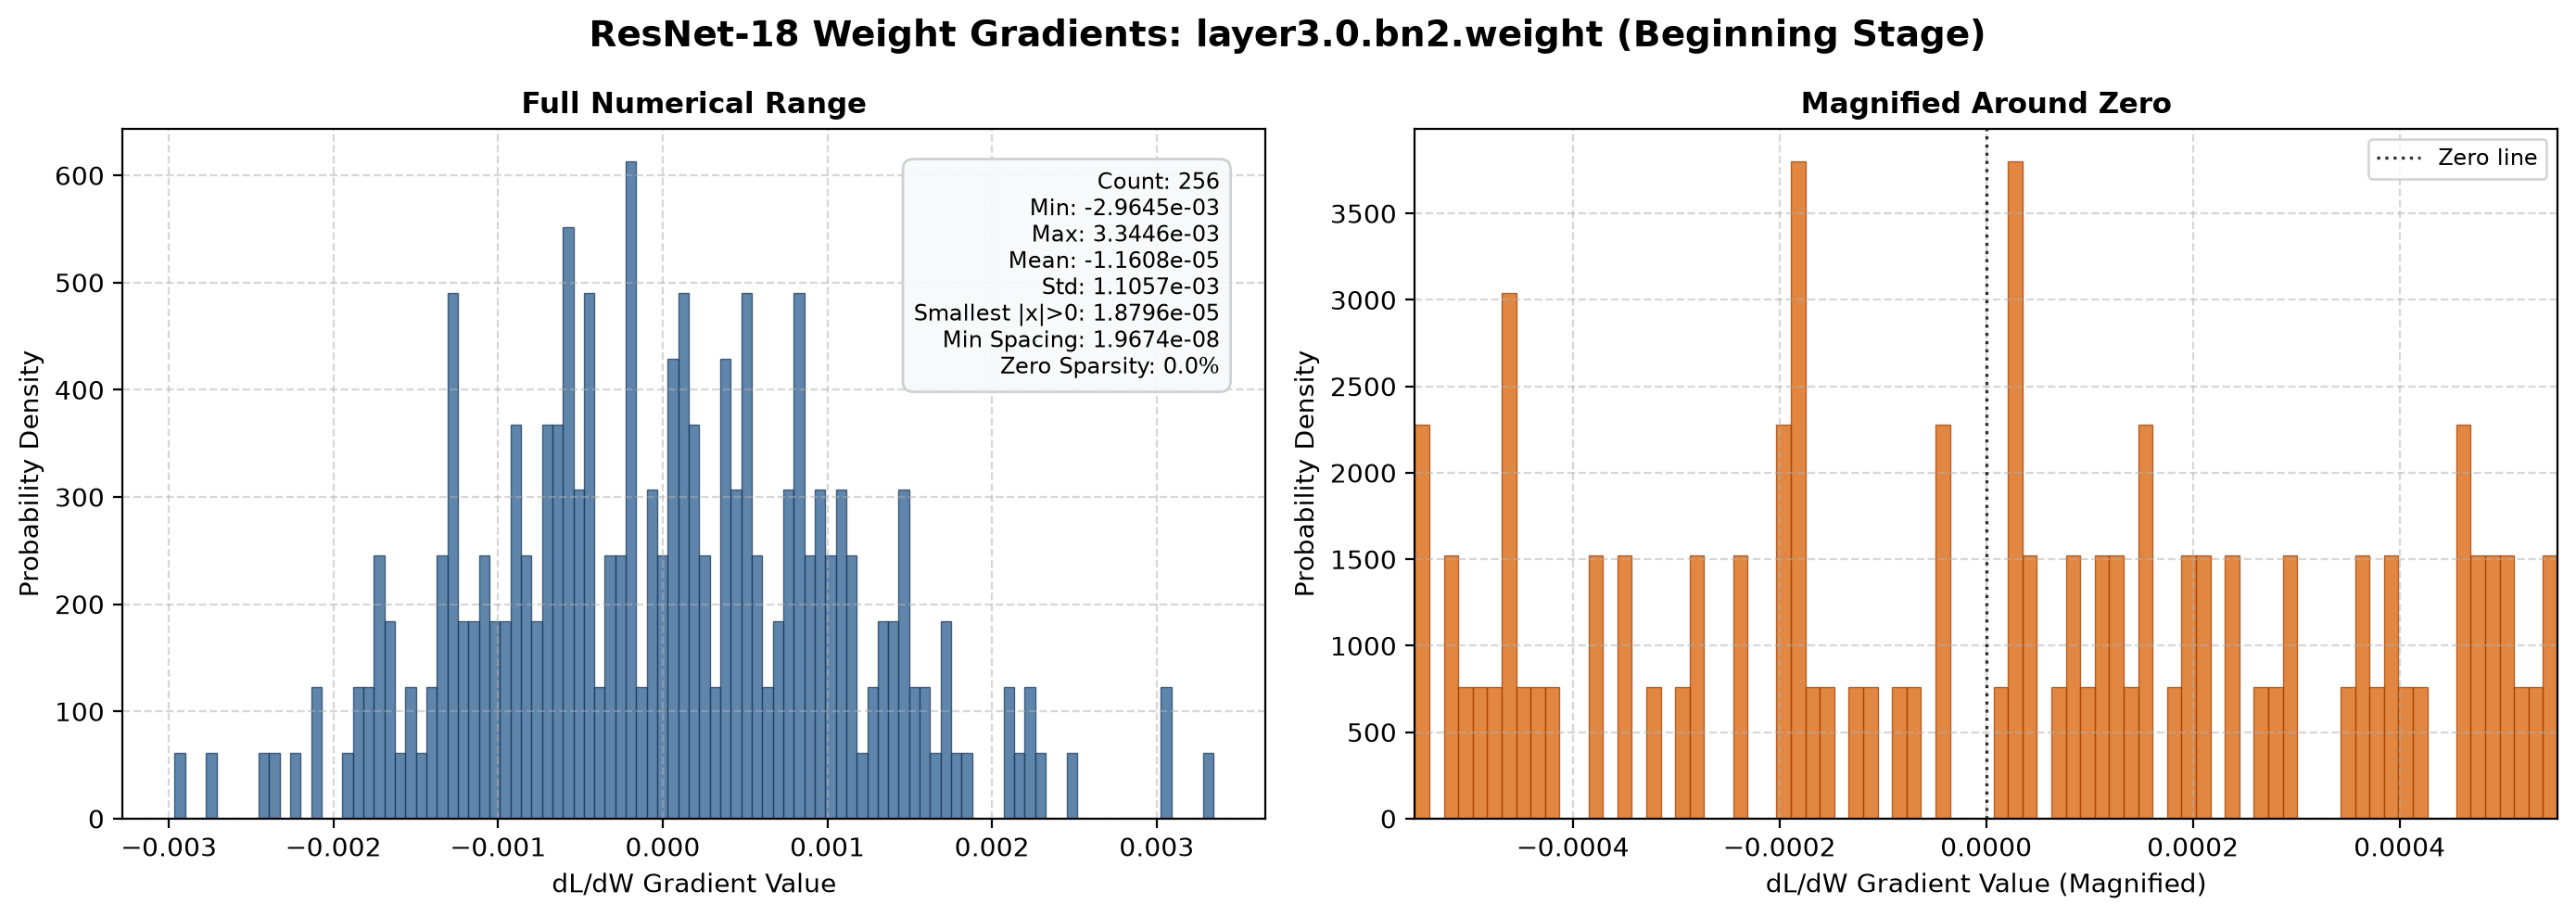 ResNet-18 Weight Gradients: layer3.0.bn2.weight (Beginning Stage)
Full Numerical Range
Probability Density
600
500
400
300
200
100
0
Count: 256
Min: -2.9645e-03
Max: 3.3446e-03
Mean: -1.1608e-05
Std: 1.1057e-03
Smallest |x|>0: 1.8796e-05
Min Spacing: 1.9674e-08
Zero Sparsity: 0.0%
−0.003 −0.002 −0.001 0.000 0.001 0.002 0.003
dL/dW Gradient Value
Magnified Around Zero
Probability Density
3500
3000
2500
2000
1500
1000
500
0
Zero line
−0.0004 −0.0002 0.0000 0.0002 0.0004
dL/dW Gradient Value (Magnified)